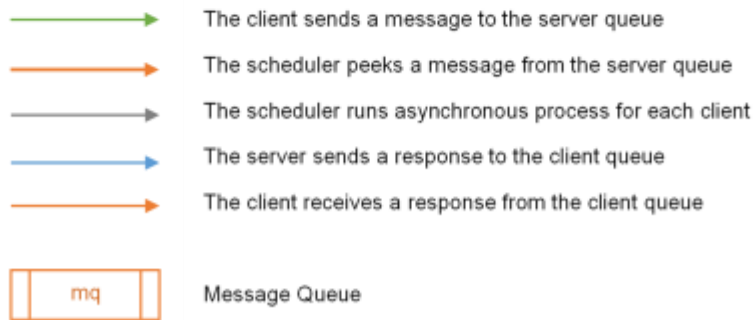 The client sends a message to the server queue
The scheduler peeks a message from the server queue
The scheduler runs asynchronous process for each client
The server sends a response to the client queue
The client receives a response from the client queue
mq
Message Queue